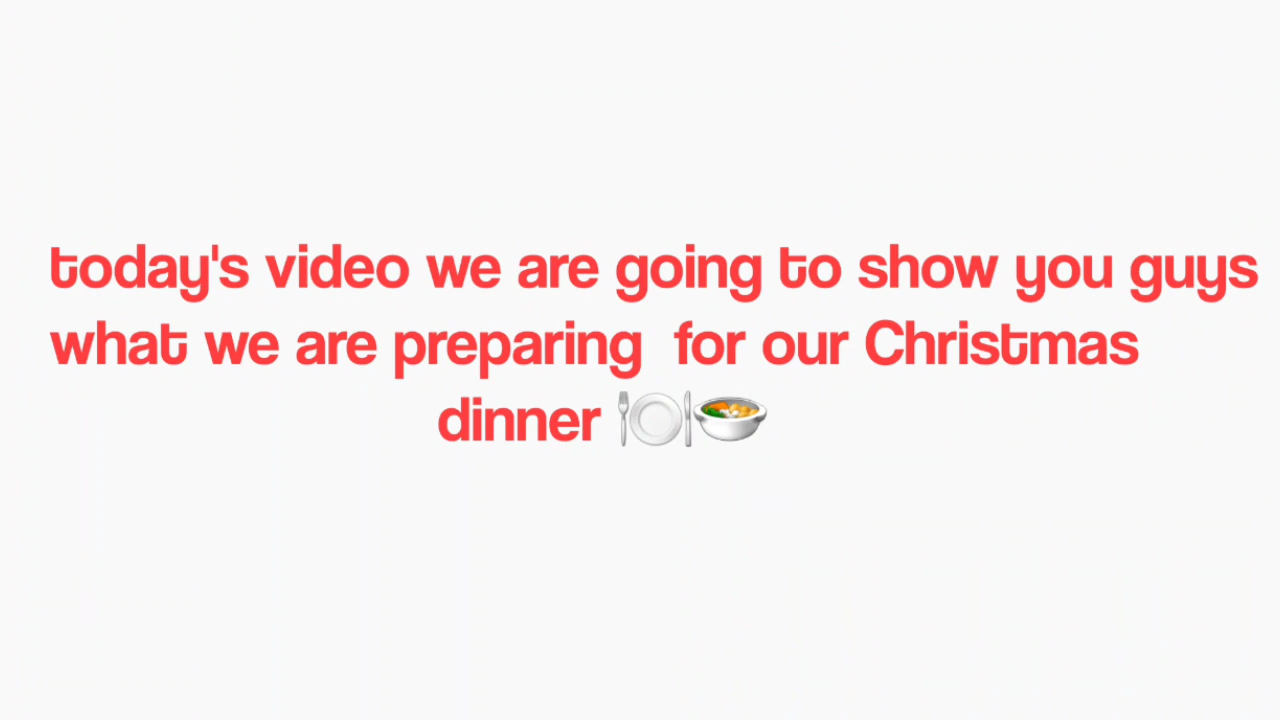 today's video we are going to show you guys
what we are preparing  for our Christmas
dinner 🍽️🍲